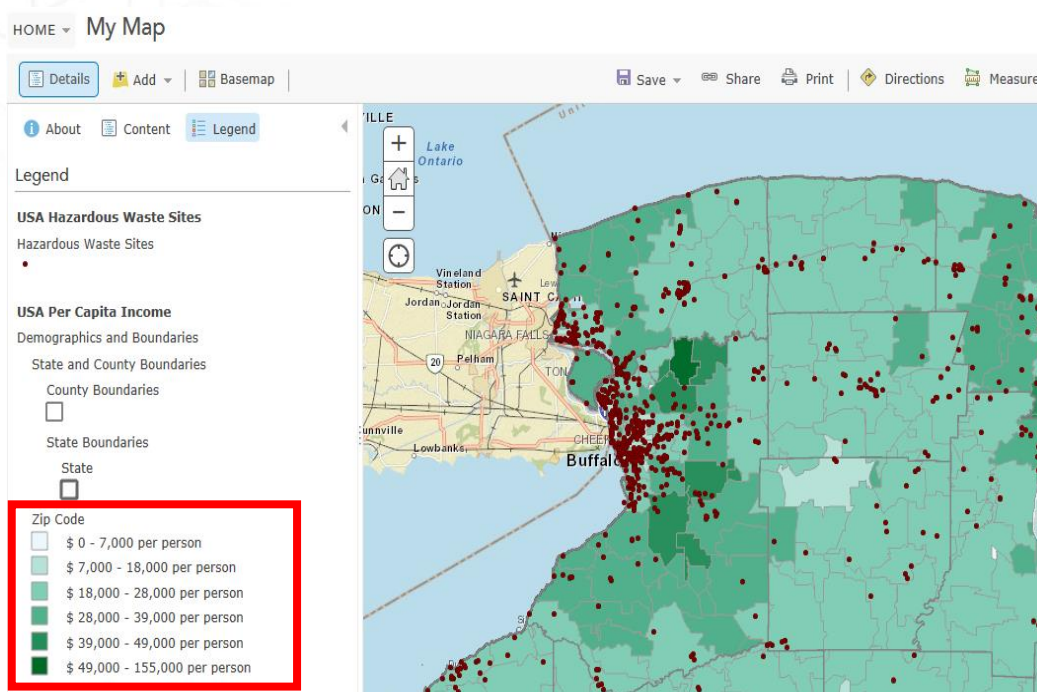 HOME My Map
Details Add Basemap Save Share Print Directions Measure
About Content Legend
Legend
USA Hazardous Waste Sites
Hazardous Waste Sites
USA Per Capita Income
Demographics and Boundaries
State and County Boundaries
County Boundaries
State Boundaries
State
Zip Code
$ 0 - 7,000 per person
$ 7,000 - 18,000 per person
$ 18,000 - 28,000 per person
$ 28,000 - 39,000 per person
$ 39,000 - 49,000 per person
$ 49,000 - 155,000 per person
Lake
Ontario
Vineland
Station
Jordan
Jordan
Station
SAINT
NIAGARA FALLS
20
Pelham
TON
Lowbanks
Buffalo